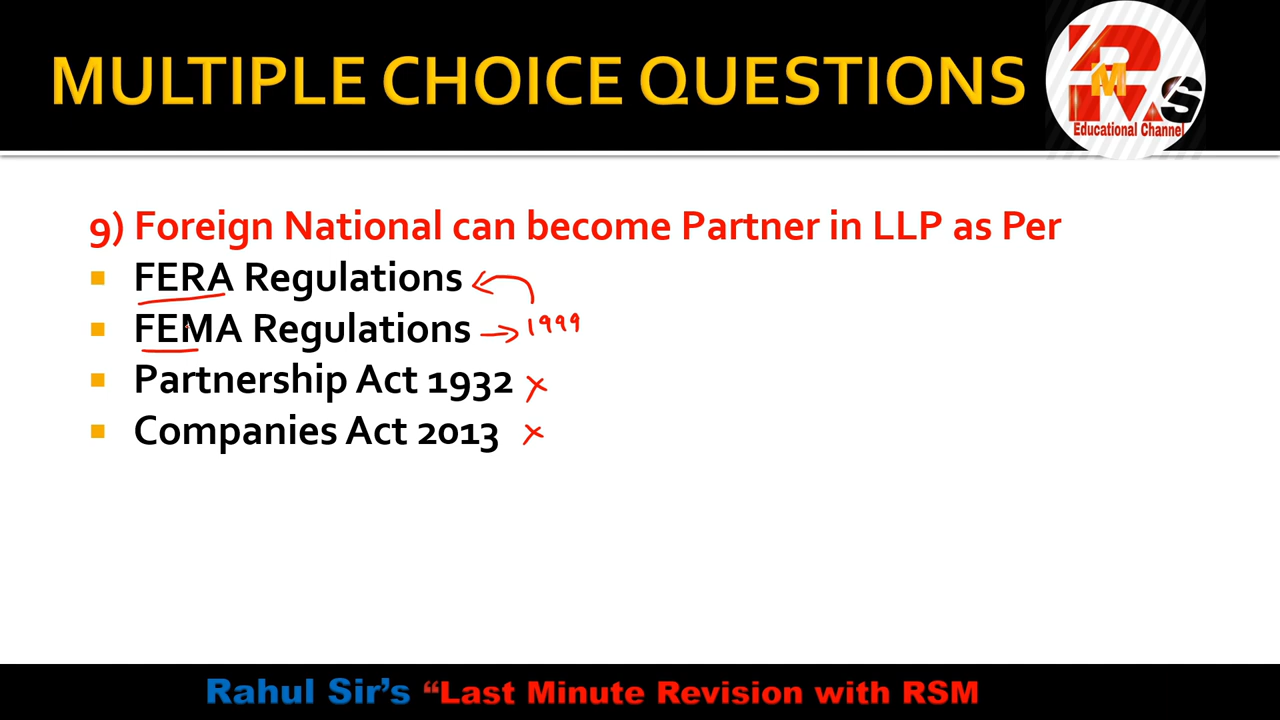 MULTIPLE CHOICE QUESTIONS
RMS
Educational Channel
9) Foreign National can become Partner in LLP as Per
FERA Regulations
FEMA Regulations → 1999
Partnership Act 1932 ×
Companies Act 2013 ×
Rahul Sir's “Last Minute Revision with RSM